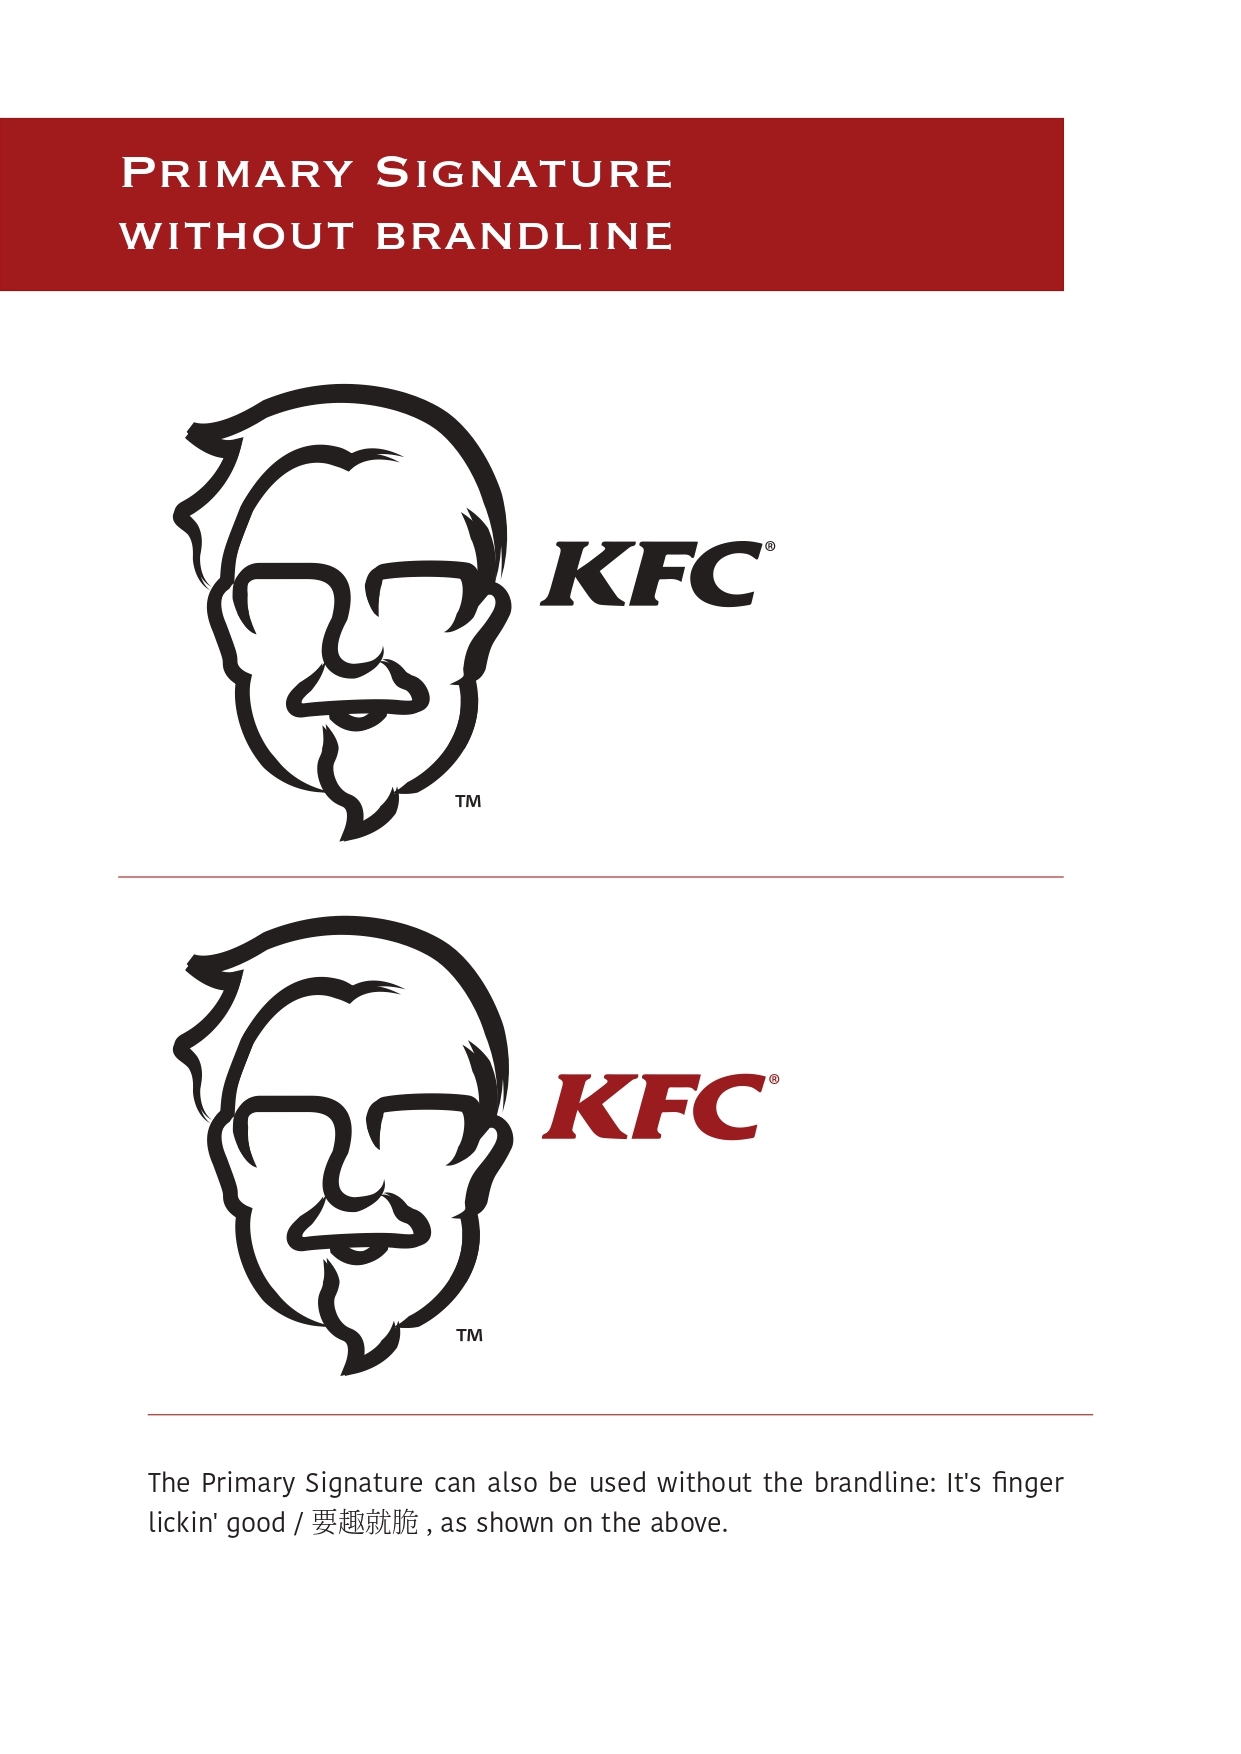 PRIMARY SIGNATURE
WITHOUT BRANDLINE
KFC®
TM
KFC®
TM
The Primary Signature can also be used without the brandline: It's finger
lickin' good / 要趣就脆 , as shown on the above.